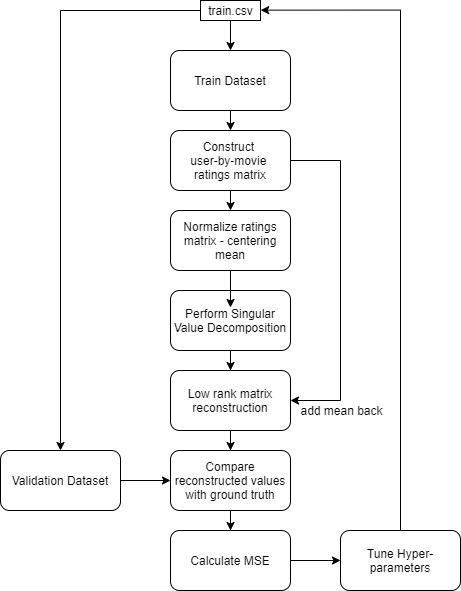 train.csv
Train Dataset
Construct
user-by-movie
ratings matrix
Normalize ratings
matrix - centering
mean
Perform Singular
Value Decomposition
Low rank matrix
reconstruction
add mean back
Validation Dataset
Compare
reconstructed values
with ground truth
Calculate MSE
Tune Hyper-
parameters